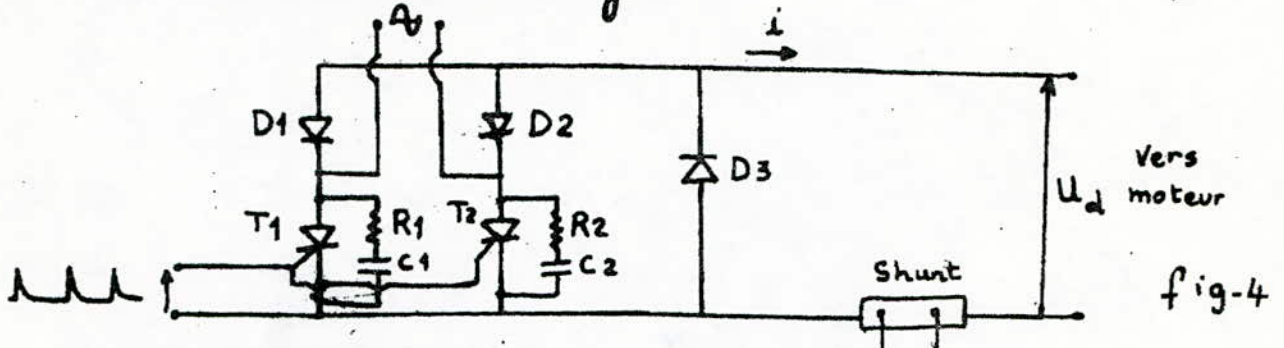 i
D1
D2
D3
T1
R1
C1
T2
R2
C2
Ud
Vers
moteur
Shunt
fig-4